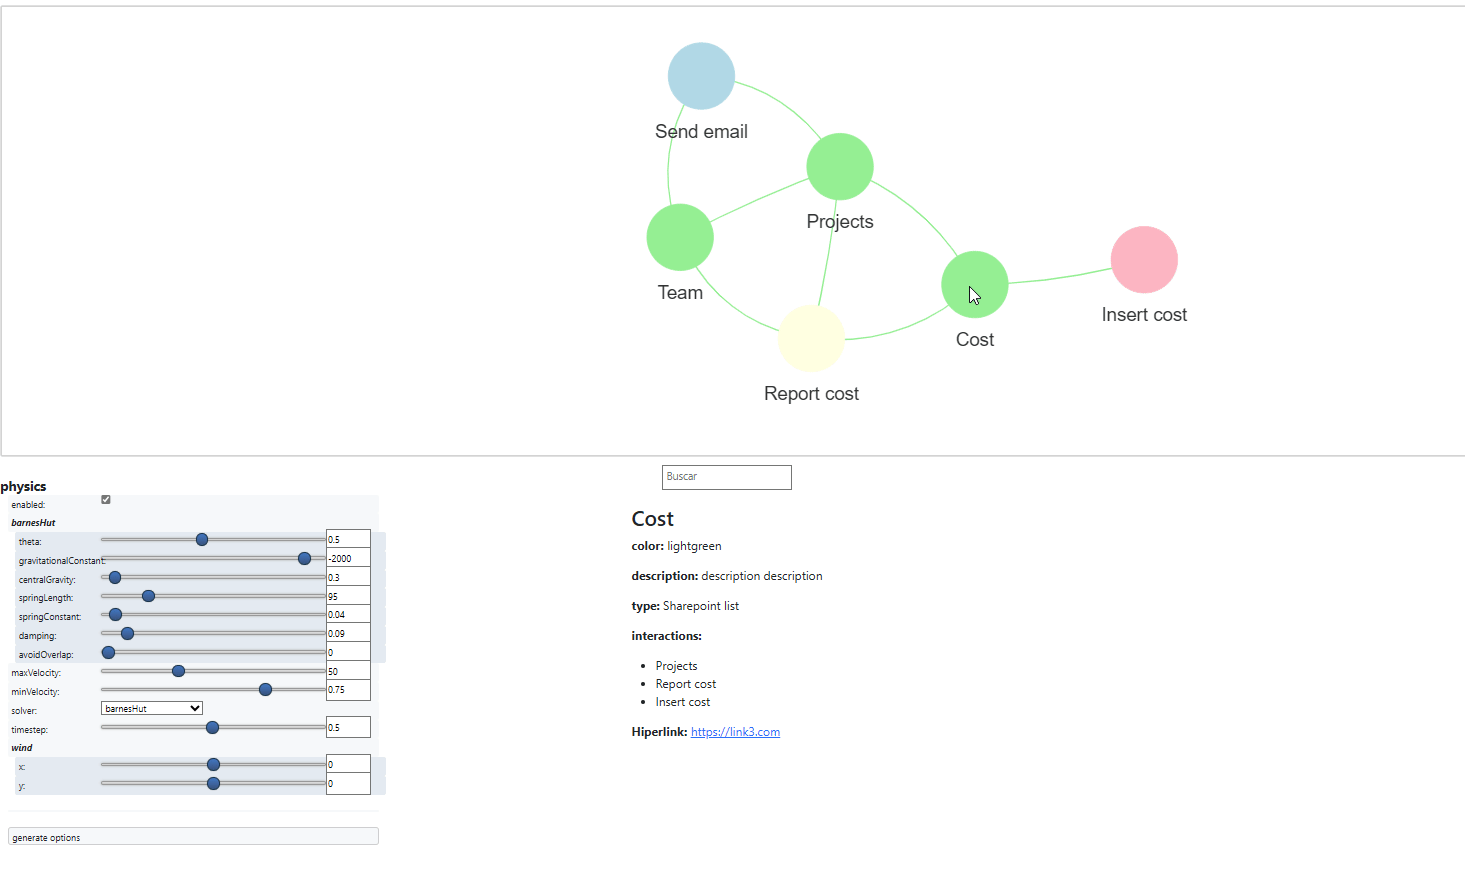 Send email
Projects
Team
Insert cost
Cost
Report cost
Buscar
physics
enabled:
barnesHut
theta: 0.5
gravitationalConstant: -2000
centralGravity: 0.3
springLength: 95
springConstant: 0.04
damping: 0.09
avoidOverlap: 0
maxVelocity: 50
minVelocity: 0.75
solver: barnesHut
timestep: 0.5
wind
x: 0
y: 0
generate options
Cost
color: lightgreen
description: description description
type: Sharepoint list
interactions:
• Projects
• Report cost
• Insert cost
Hiperlink: https://link3.com